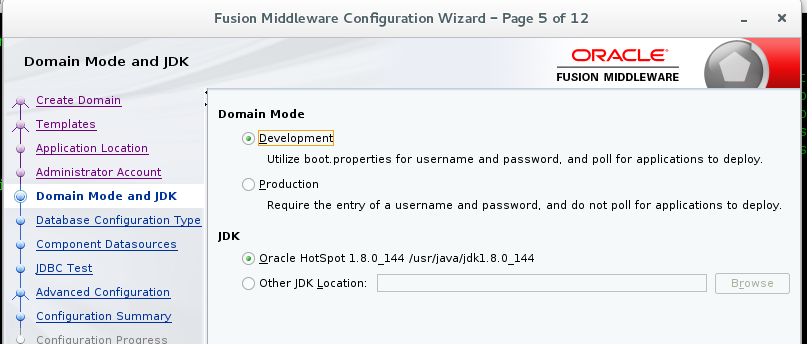 Fusion Middleware Configuration Wizard – Page 5 of 12
Domain Mode and JDK
ORACLE
FUSION MIDDLEWARE
Create Domain
Templates
Application Location
Administrator Account
Domain Mode and JDK
Database Configuration Type
Component Datasources
JDBC Test
Advanced Configuration
Configuration Summary
Configuration Progress
Domain Mode
Development
Utilize boot.properties for username and password, and poll for applications to deploy.
Production
Require the entry of a username and password, and do not poll for applications to deploy.
JDK
Oracle HotSpot 1.8.0_144 /usr/java/jdk1.8.0_144
Other JDK Location:
Browse